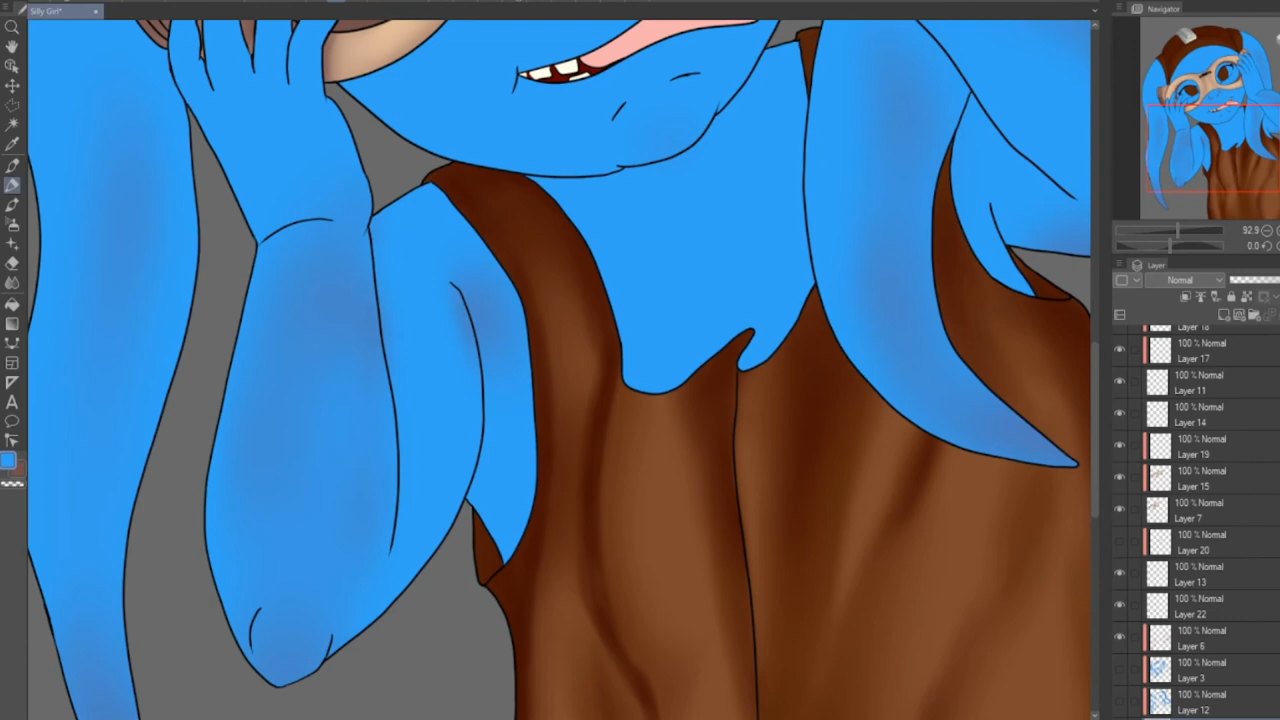 Silly Girl*
Navigator
92.9
0.0
Layer
Normal
Layer 18
100 % Normal
Layer 17
100 % Normal
Layer 11
100 % Normal
Layer 14
100 % Normal
Layer 19
100 % Normal
Layer 15
100 % Normal
Layer 7
100 % Normal
Layer 20
100 % Normal
Layer 13
100 % Normal
Layer 22
100 % Normal
Layer 6
100 % Normal
Layer 3
100 % Normal
Layer 12